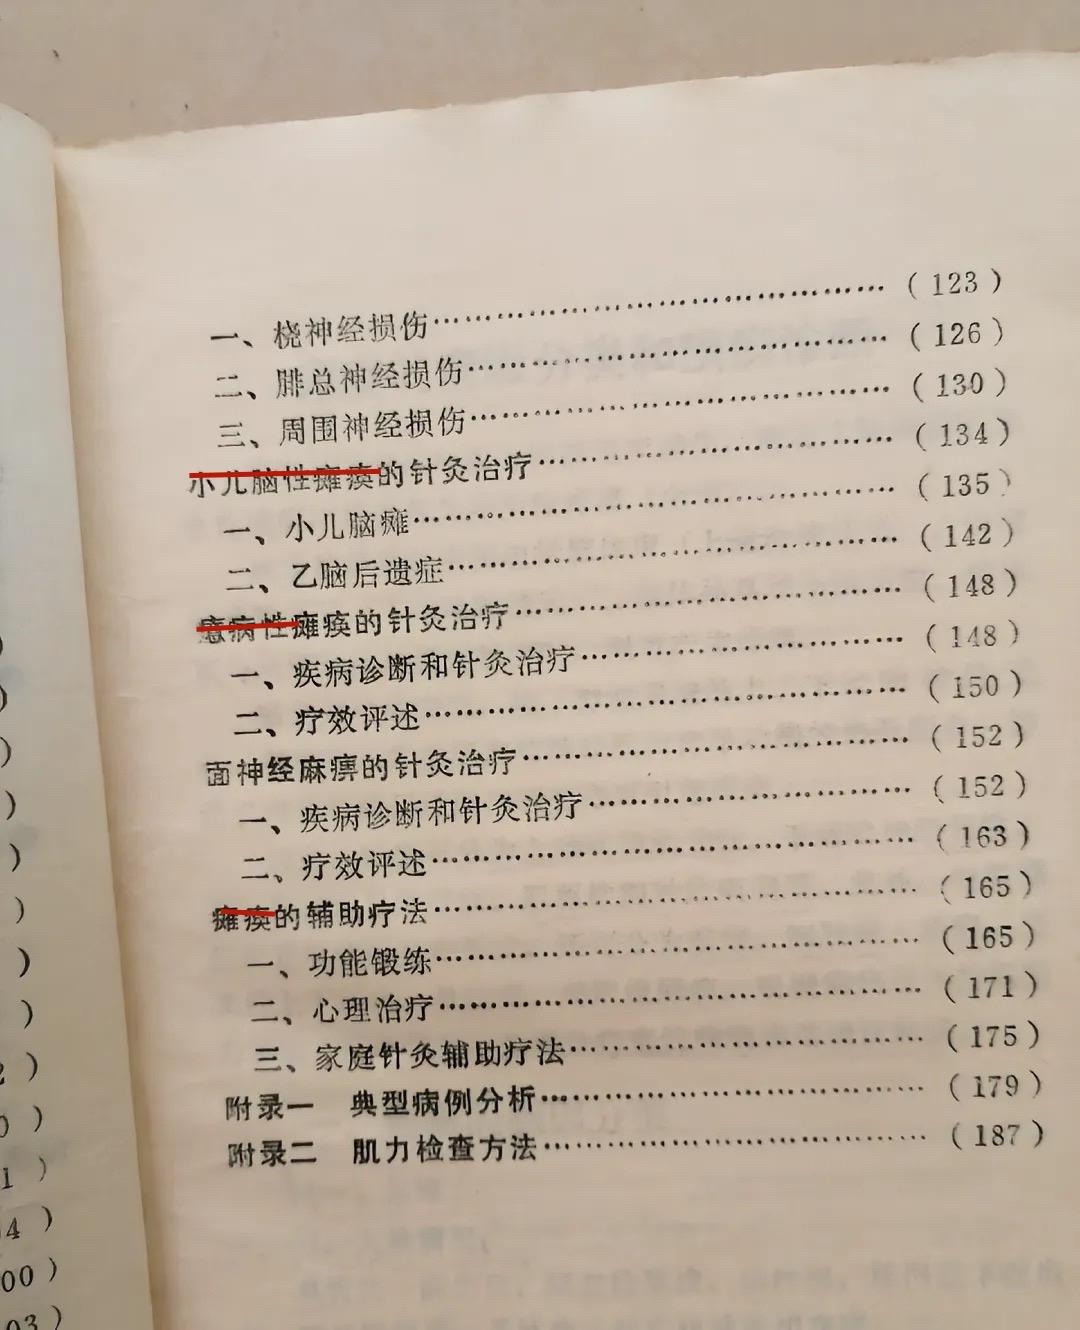 一、桡神经损伤…………………………………………(123)
二、腓总神经损伤………………………………………(126)
三、周围神经损伤………………………………………(130)
小儿脑性瘫痪的针灸治疗………………………………(134)
一、小儿脑瘫……………………………………………(135)
二、乙脑后遗症…………………………………………(142)
癔病性瘫痪的针灸治疗…………………………………(148)
一、疾病诊断和针灸治疗………………………………(148)
二、疗效评述……………………………………………(150)
面神经麻痹的针灸治疗…………………………………(152)
一、疾病诊断和针灸治疗………………………………(152)
二、疗效评述……………………………………………(163)
瘫痪的辅助疗法…………………………………………(165)
一、功能锻练……………………………………………(165)
二、心理治疗……………………………………………(171)
三、家庭针灸辅助疗法…………………………………(175)
附录一　典型病例分析…………………………………(179)
附录二　肌力检查方法…………………………………(187)